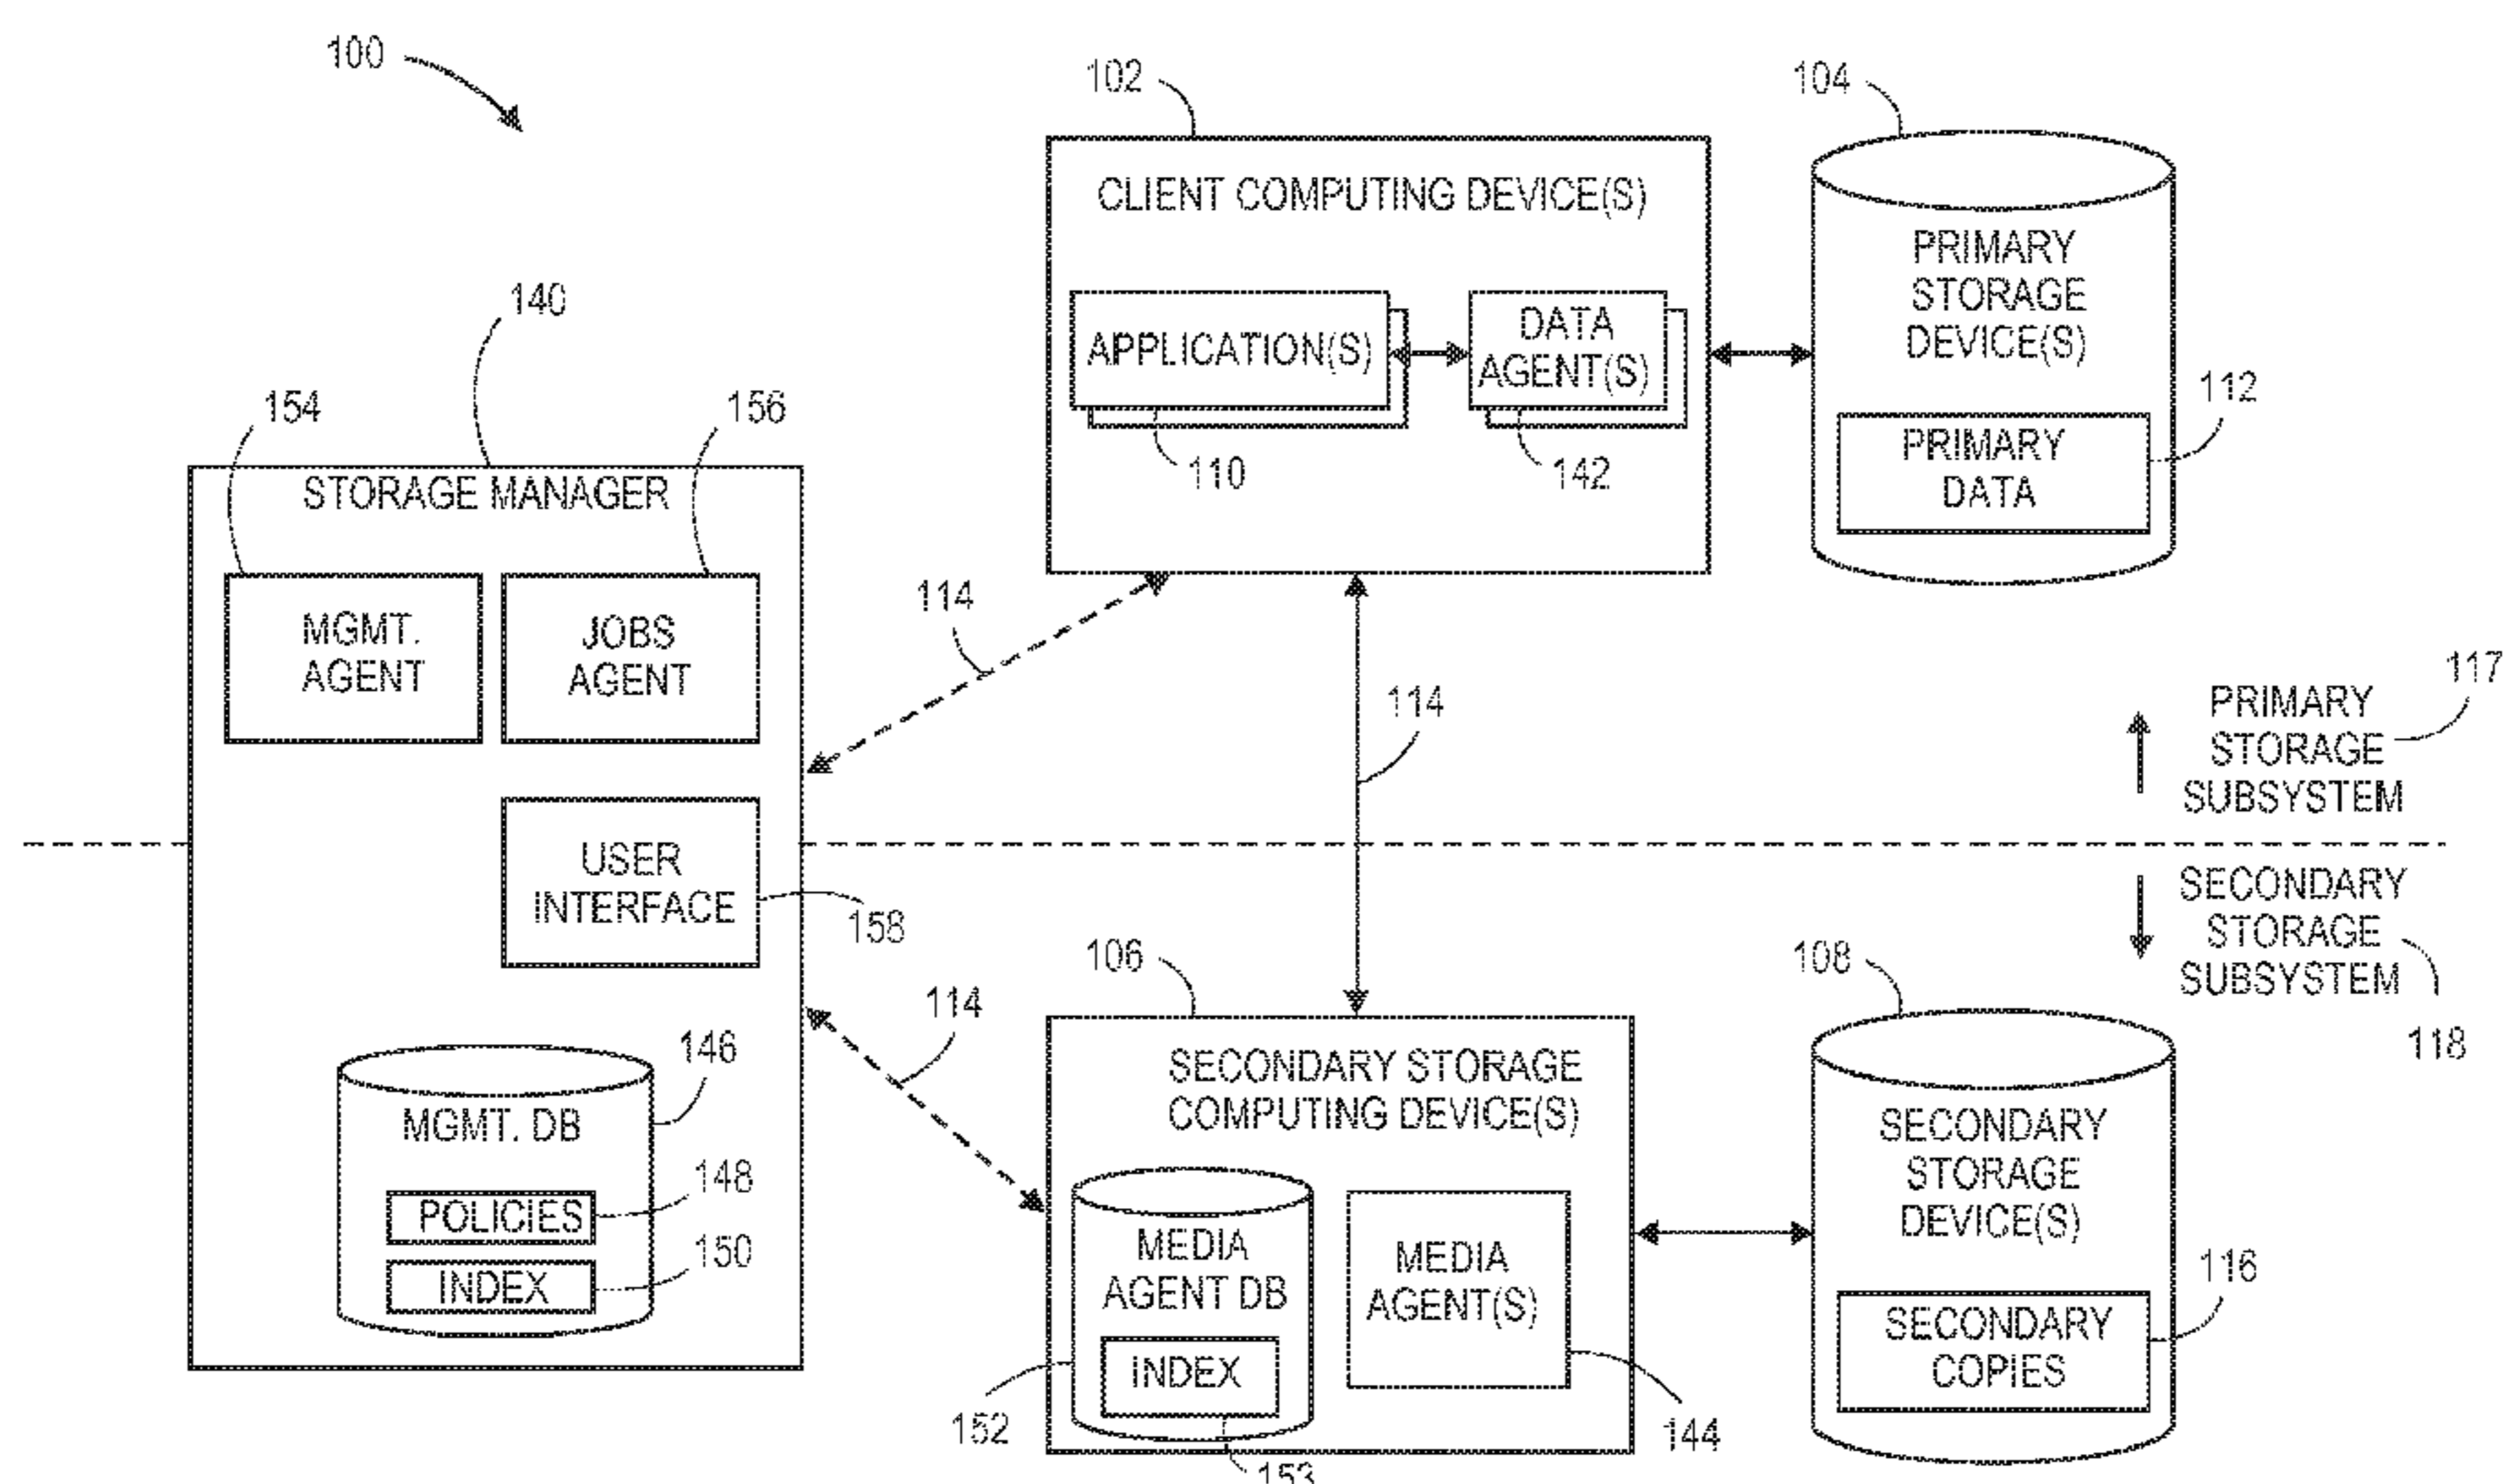 100
102
104
CLIENT COMPUTING DEVICE(S)
APPLICATION(S)
DATA
AGENT(S)
110
142
PRIMARY
STORAGE
DEVICE(S)
112
PRIMARY
DATA
140
154
156
STORAGE MANAGER
MGMT.
AGENT
JOBS
AGENT
114
114
117
PRIMARY
STORAGE
SUBSYSTEM
USER
INTERFACE
158
SECONDARY
STORAGE
SUBSYSTEM
118
114
106
108
146
MGMT. DB
148
POLICIES
150
INDEX
SECONDARY STORAGE
COMPUTING DEVICE(S)
MEDIA
AGENT DB
INDEX
MEDIA
AGENT(S)
152
153
144
SECONDARY
STORAGE
DEVICE(S)
116
SECONDARY
COPIES